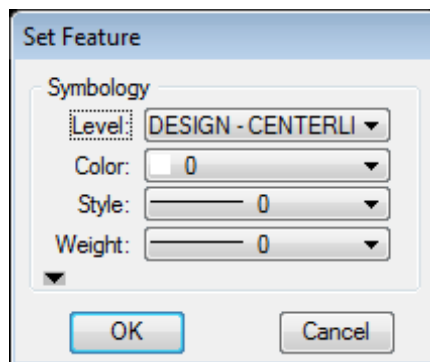 Set Feature
Symbology
Level: DESIGN - CENTERLI
Color: 0
Style: 0
Weight: 0
OK Cancel